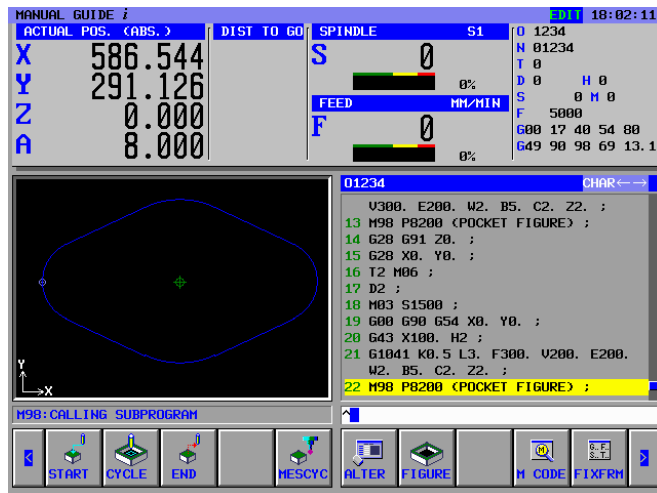 MANUAL GUIDE i EDIT 18:02:11
ACTUAL POS. (ABS.) DIST TO GO SPINDLE S1
X 586.544
Y 291.126
Z 0.000
A 8.000
S 0
0%
FEED MM/MIN
F 0
0%
O 1234
N 01234
T 0
D 0 H 0
S 0 M 0
F 5000
G00 17 40 54 80
G49 90 98 69 13.1
Y
X
O1234 CHAR←→
V300. E200. W2. B5. C2. Z2. ;
13 M98 P8200 (POCKET FIGURE) ;
14 G28 G91 Z0. ;
15 G28 X0. Y0. ;
16 T2 M06 ;
17 D2 ;
18 M03 S1500 ;
19 G00 G90 G54 X0. Y0. ;
20 G43 X100. H2 ;
21 G1041 K0.5 L3. F300. V200. E200.
W2. B5. C2. Z2. ;
22 M98 P8200 (POCKET FIGURE) ;
M98:CALLING SUBPROGRAM
^
< START CYCLE END MESCYC ALTER FIGURE M CODE FIXFRM >